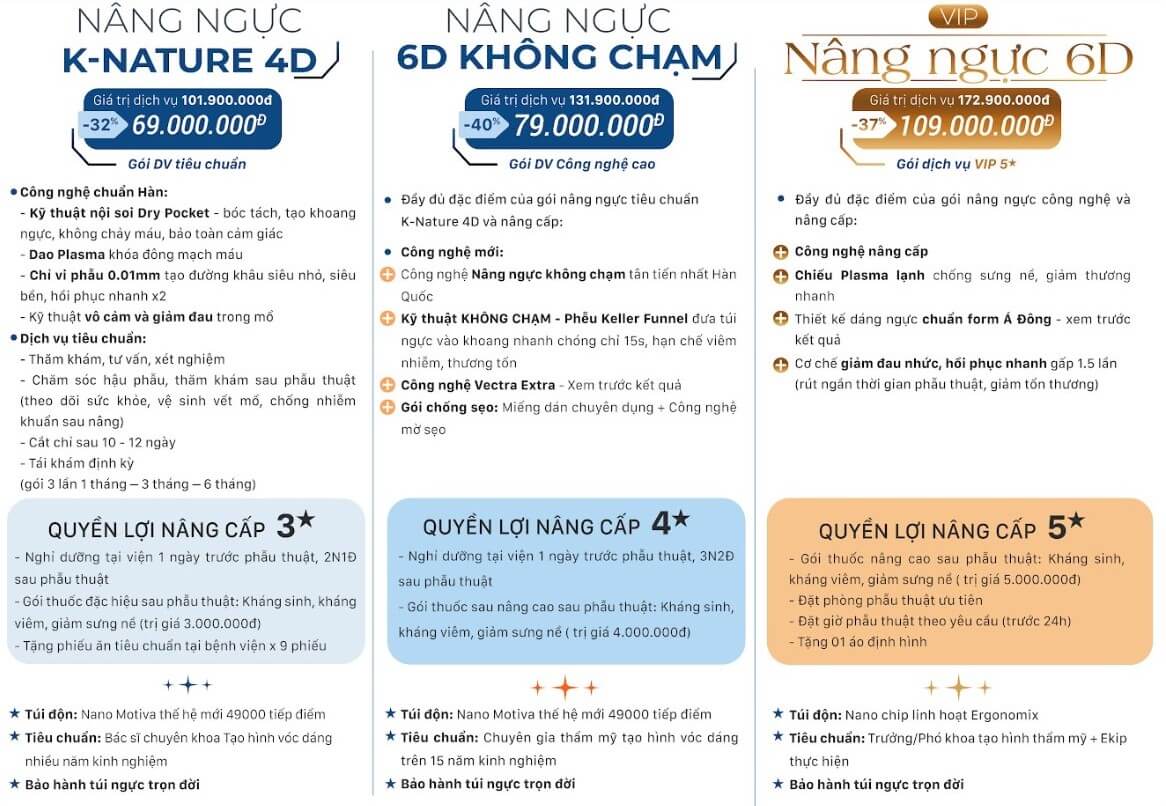 NÂNG NGỰC
K-NATURE 4D
Giá trị dịch vụ 101.900.000đ
-32% 69.000.000Đ
Gói DV tiêu chuẩn
• Công nghệ chuẩn Hàn:
- Kỹ thuật nội soi Dry Pocket - bóc tách, tạo khoang
ngực, không chảy máu, bảo toàn cảm giác
- Dao Plasma khóa đông mạch máu
- Chỉ vi phẫu 0.01mm tạo đường khâu siêu nhỏ, siêu
bền, hồi phục nhanh x2
- Kỹ thuật vô cảm và giảm đau trong mổ
• Dịch vụ tiêu chuẩn:
- Thăm khám, tư vấn, xét nghiệm
- Chăm sóc hậu phẫu, thăm khám sau phẫu thuật
(theo dõi sức khỏe, vệ sinh vết mổ, chống nhiễm
khuẩn sau nâng)
- Cắt chỉ sau 10 - 12 ngày
- Tái khám định kỳ
(gói 3 lần 1 tháng – 3 tháng – 6 tháng)
QUYỀN LỢI NÂNG CẤP 3★
- Nghỉ dưỡng tại viện 1 ngày trước phẫu thuật, 2N1Đ
sau phẫu thuật
- Gói thuốc đặc hiệu sau phẫu thuật: Kháng sinh, kháng
viêm, giảm sưng nề (trị giá 3.000.000đ)
- Tặng phiếu ăn tiêu chuẩn tại bệnh viện x 9 phiếu
★ Túi độn: Nano Motiva thế hệ mới 49000 tiếp điểm
★ Tiêu chuẩn: Bác sĩ chuyên khoa Tạo hình vóc dáng
nhiều năm kinh nghiệm
★ Bảo hành túi ngực trọn đời
NÂNG NGỰC
6D KHÔNG CHẠM
Giá trị dịch vụ 131.900.000đ
-40% 79.000.000Đ
Gói DV Công nghệ cao
• Đầy đủ đặc điểm của gói nâng ngực tiêu chuẩn
K-Nature 4D và nâng cấp:
• Công nghệ mới:
Công nghệ Nâng ngực không chạm tân tiến nhất Hàn
Quốc
Kỹ thuật KHÔNG CHẠM - Phễu Keller Funnel đưa túi
ngực vào khoang nhanh chóng chỉ 15s, hạn chế viêm
nhiễm, thương tổn
Công nghệ Vectra Extra - Xem trước kết quả
Gói chống sẹo: Miếng dán chuyên dụng + Công nghệ
mờ sẹo
QUYỀN LỢI NÂNG CẤP 4★
- Nghỉ dưỡng tại viện 1 ngày trước phẫu thuật, 3N2Đ
sau phẫu thuật
- Gói thuốc sau nâng cao sau phẫu thuật: Kháng sinh,
kháng viêm, giảm sưng nề ( trị giá 4.000.000đ)
★ Túi độn: Nano Motiva thế hệ mới 49000 tiếp điểm
★ Tiêu chuẩn: Chuyên gia thẩm mỹ tạo hình vóc dáng
trên 15 năm kinh nghiệm
★ Bảo hành túi ngực trọn đời
VIP
Nâng ngực 6D
Giá trị dịch vụ 172.900.000đ
-37% 109.000.000Đ
Gói dịch vụ VIP 5★
• Đầy đủ đặc điểm của gói nâng ngực công nghệ và
nâng cấp:
Công nghệ nâng cấp
Chiếu Plasma lạnh chống sưng nề, giảm thương
nhanh
Thiết kế dáng ngực chuẩn form Á Đông - xem trước
kết quả
Cơ chế giảm đau nhức, hồi phục nhanh gấp 1.5 lần
(rút ngắn thời gian phẫu thuật, giảm tổn thương)
QUYỀN LỢI NÂNG CẤP 5★
- Gói thuốc nâng cao sau phẫu thuật: Kháng sinh,
kháng viêm, giảm sưng nề ( trị giá 5.000.000đ)
- Đặt phòng phẫu thuật ưu tiên
- Đặt giờ phẫu thuật theo yêu cầu (trước 24h)
- Tặng 01 áo định hình
★ Túi độn: Nano chip linh hoạt Ergonomix
★ Tiêu chuẩn: Trưởng/Phó khoa tạo hình thẩm mỹ + Ekip
thực hiện
★ Bảo hành túi ngực trọn đời